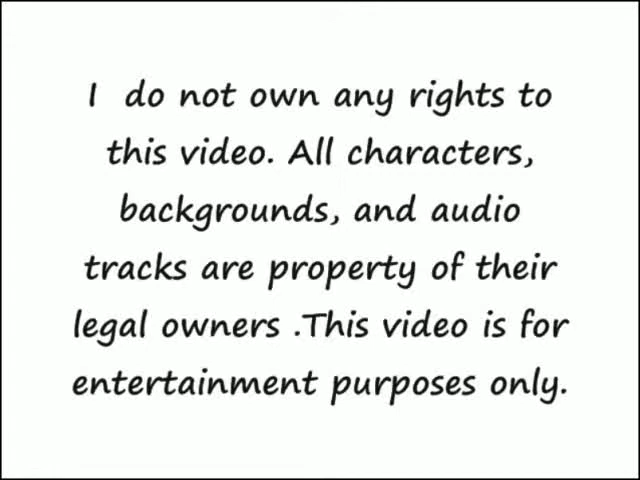 I  do not own any rights to
this video. All characters,
backgrounds, and audio
tracks are property of their
legal owners .This video is for
entertainment purposes only.